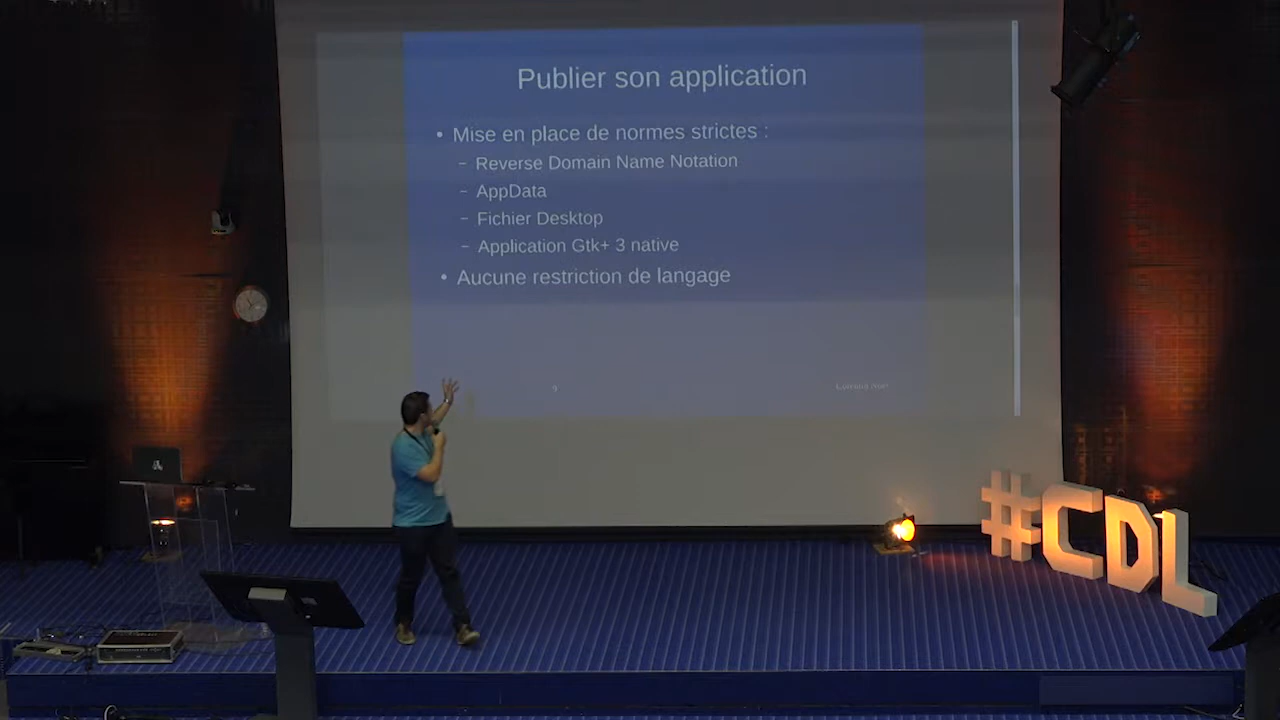 Publier son application
• Mise en place de normes strictes :
– Reverse Domain Name Notation
– AppData
– Fichier Desktop
– Application Gtk+ 3 native
• Aucune restriction de langage
9
#CDL